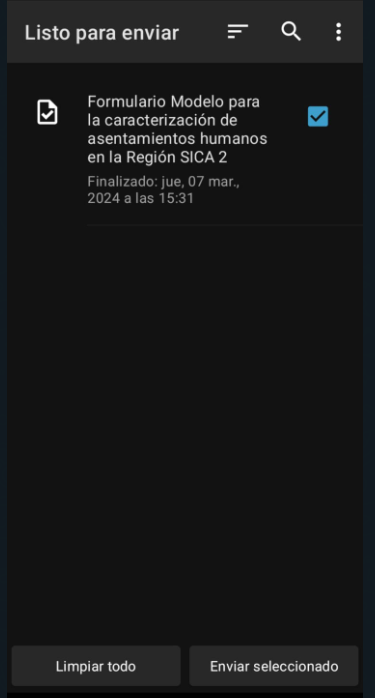 Listo para enviar
Formulario Modelo para
la caracterización de
asentamientos humanos
en la Región SICA 2
Finalizado: jue, 07 mar.,
2024 a las 15:31
Limpiar todo
Enviar seleccionado